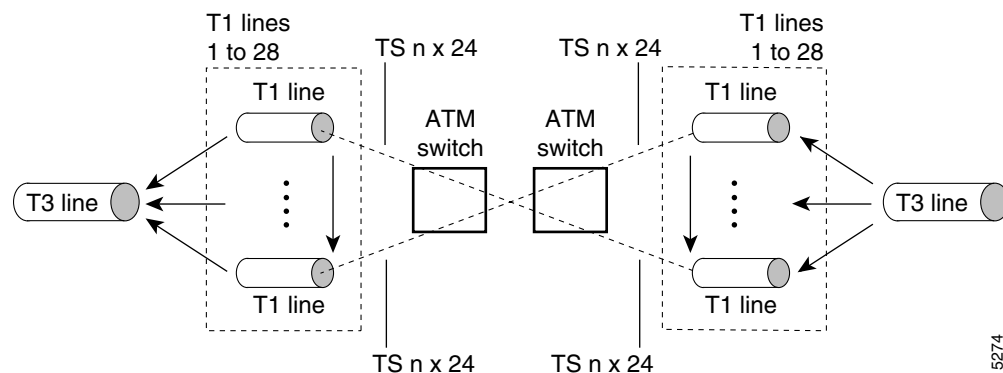 T1 lines
1 to 28
TS n x 24
TS n x 24
T1 lines
1 to 28
T1 line
ATM
switch
ATM
switch
T1 line
T3 line
T3 line
T1 line
T1 line
TS n x 24
TS n x 24
5274